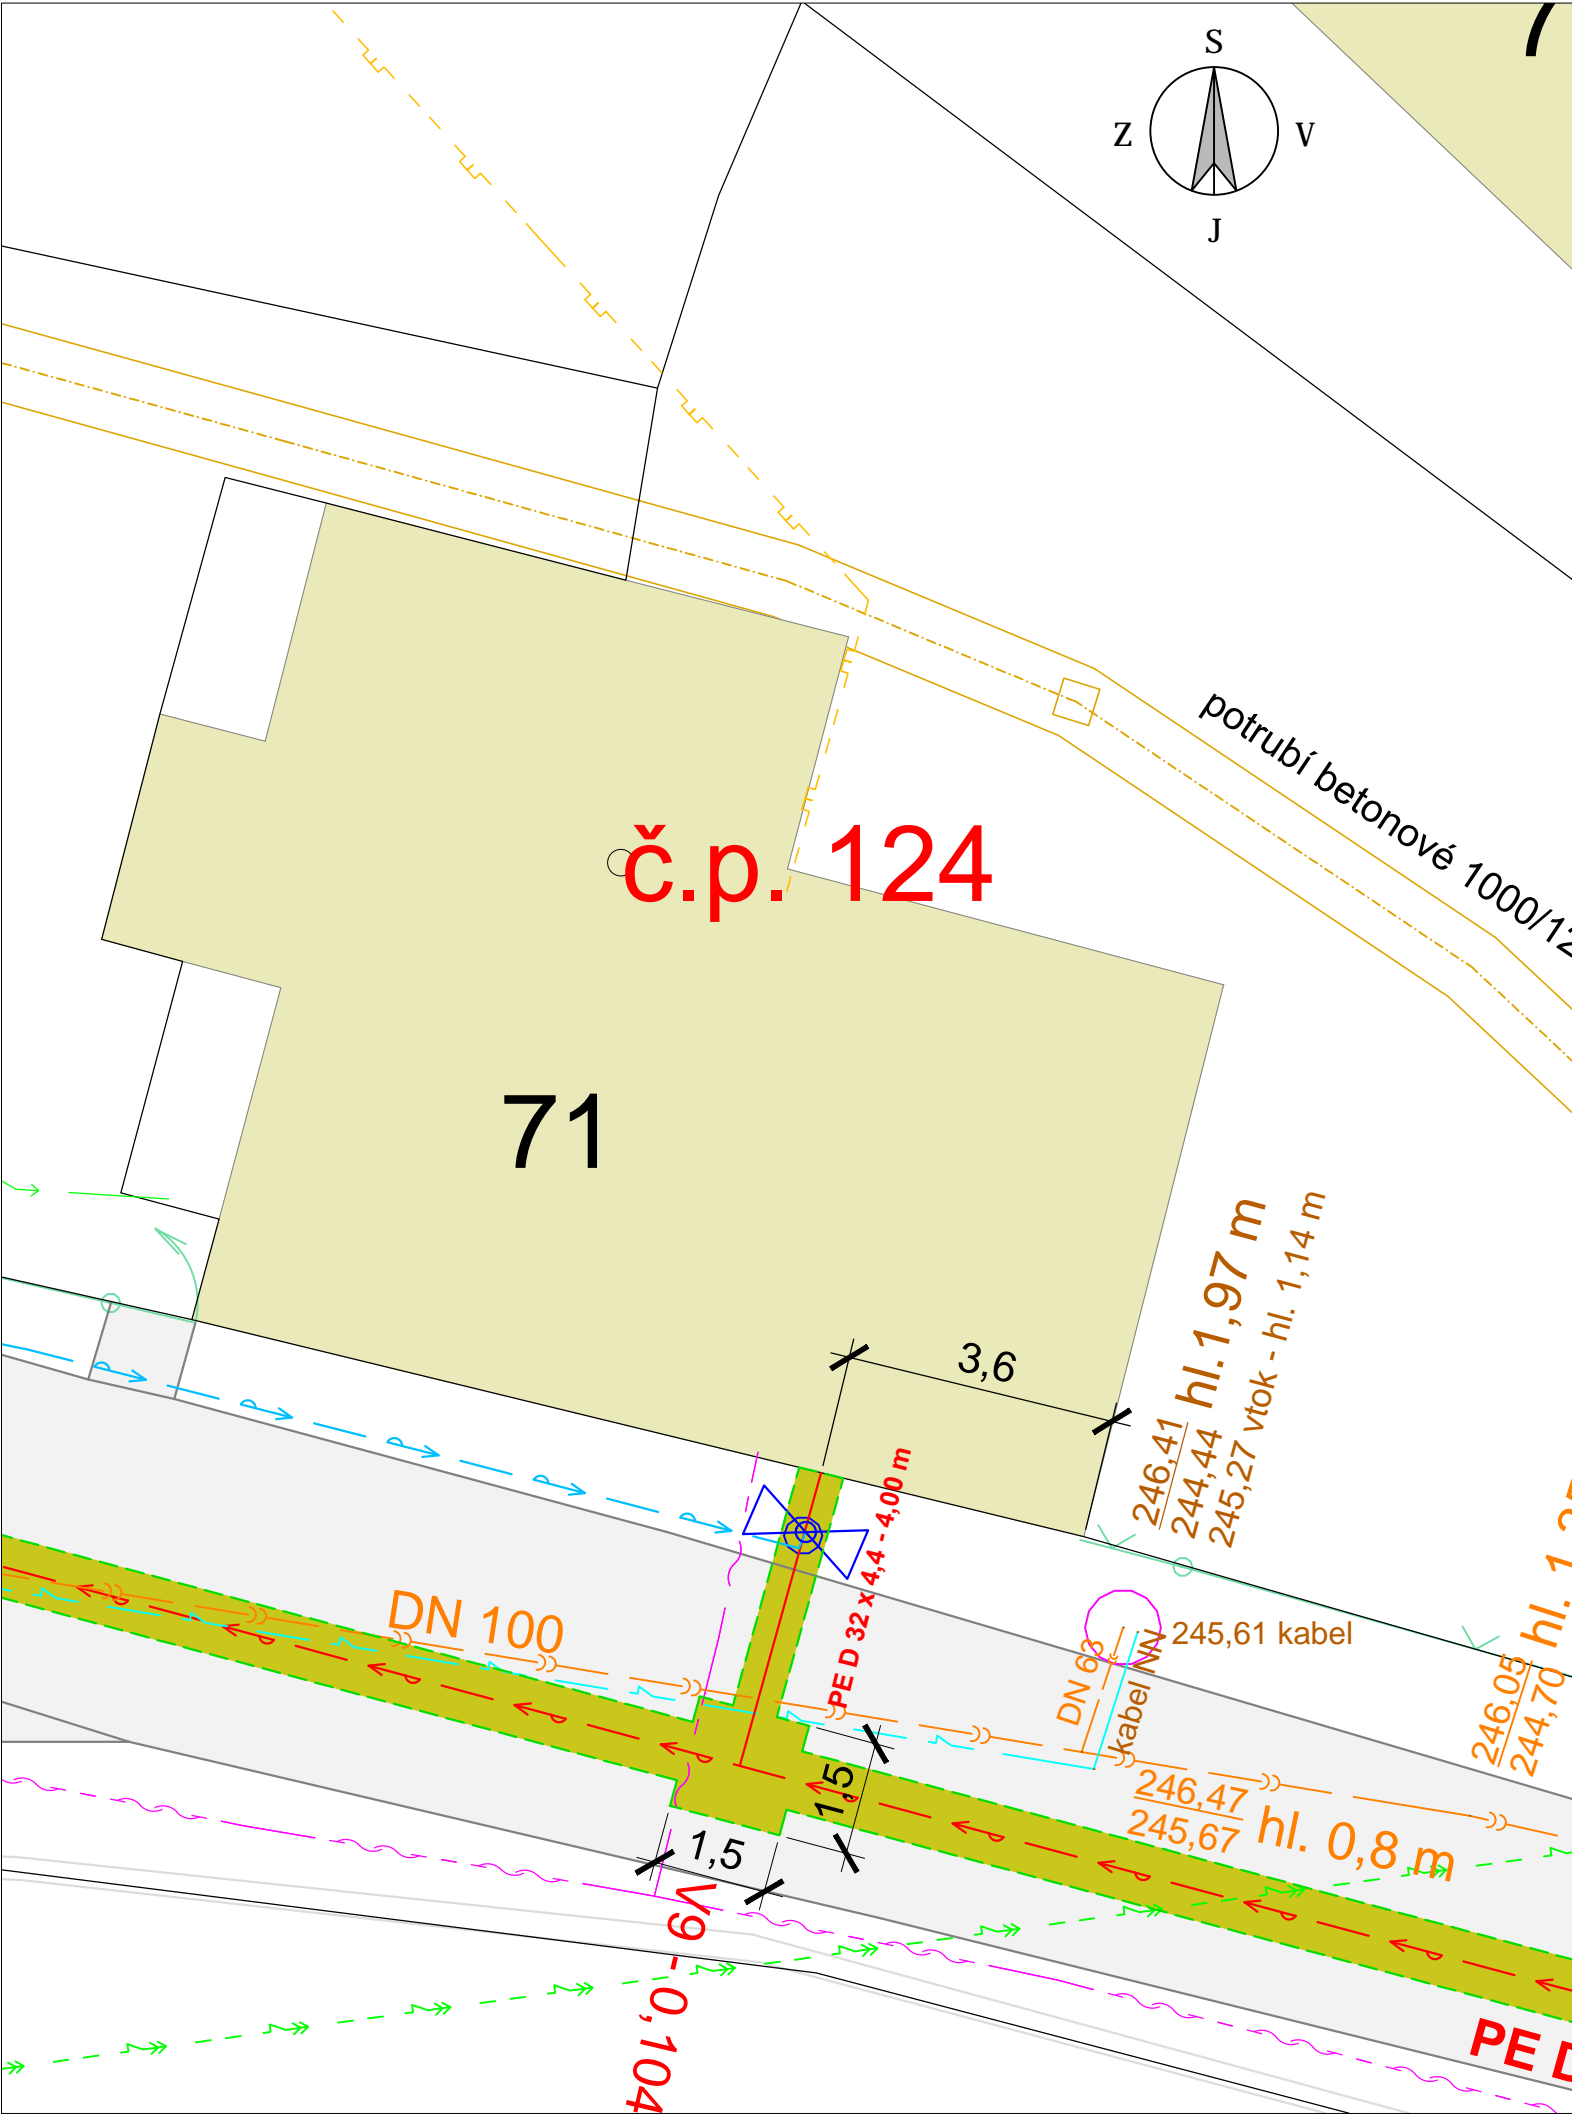 7
S
Z
V
J
potrubí betonové 1000/12
č.p. 124
71
3,6
246,41 hl.1,97 m
244,44
245,27 vtok - hl. 1,14 m
PE D 32 x 4,4 - 4,00 m
DN 100
DN 63
kabel NN
245,61 kabel
246,05 hl.
244,70
1,5
1,5
246,47 hl. 0,8 m
245,67
V9 - 0,104
PE D